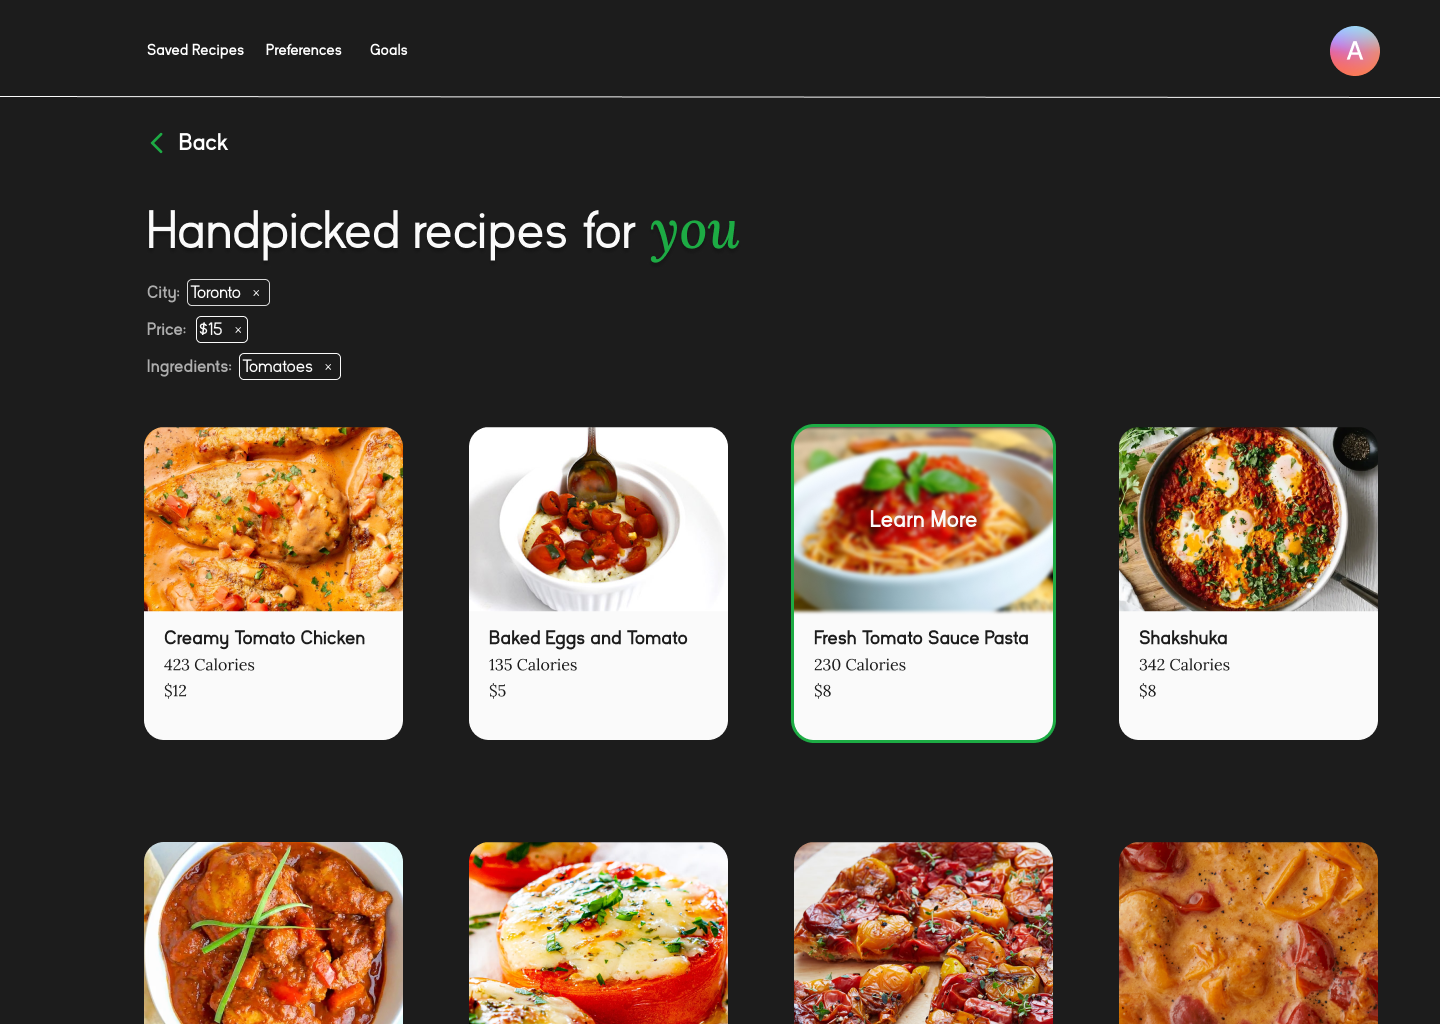 Saved Recipes Preferences Goals A
Back
Handpicked recipes for you
City: Toronto ×
Price: $15 ×
Ingredients: Tomatoes ×
Learn More
Creamy Tomato Chicken
423 Calories
$12
Baked Eggs and Tomato
135 Calories
$5
Fresh Tomato Sauce Pasta
230 Calories
$8
Shakshuka
342 Calories
$8